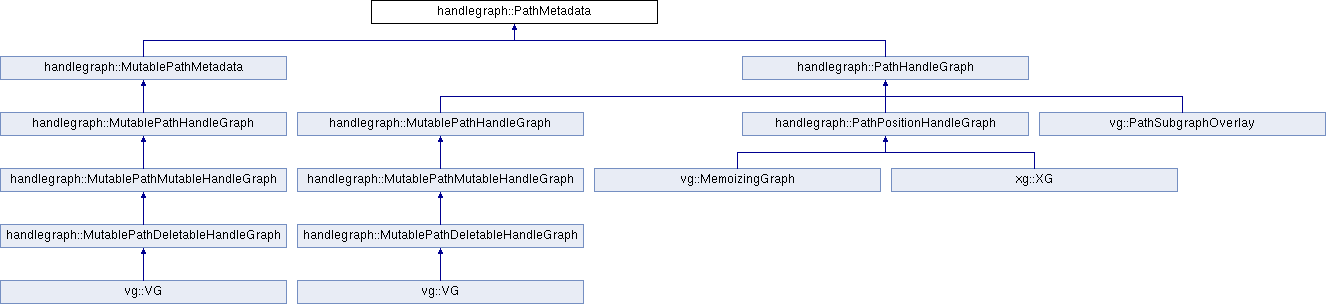 handlegraph::PathMetadata
handlegraph::MutablePathMetadata
handlegraph::PathHandleGraph
handlegraph::MutablePathHandleGraph
handlegraph::MutablePathHandleGraph
handlegraph::PathPositionHandleGraph
vg::PathSubgraphOverlay
handlegraph::MutablePathMutableHandleGraph
handlegraph::MutablePathMutableHandleGraph
vg::MemoizingGraph
xg::XG
handlegraph::MutablePathDeletableHandleGraph
handlegraph::MutablePathDeletableHandleGraph
vg::VG
vg::VG